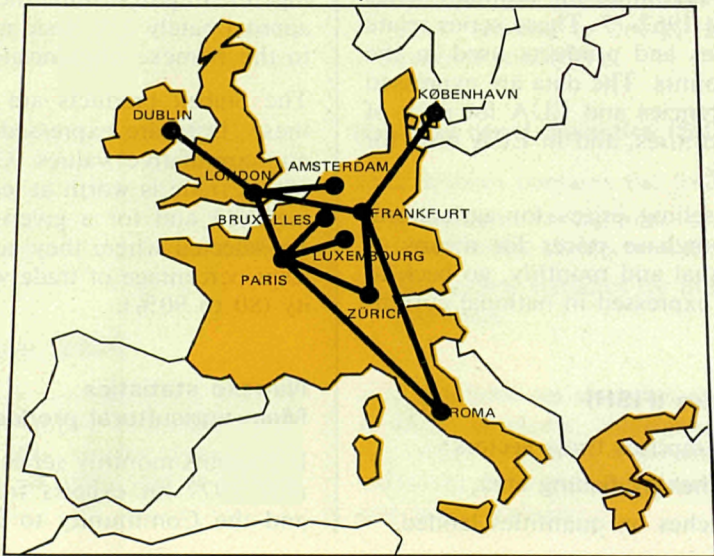 KØBENHAVN
DUBLIN
AMSTERDAM
LONDON
BRUXELLES
FRANKFURT
LUXEMBOURG
PARIS
ZÜRICH
ROMA